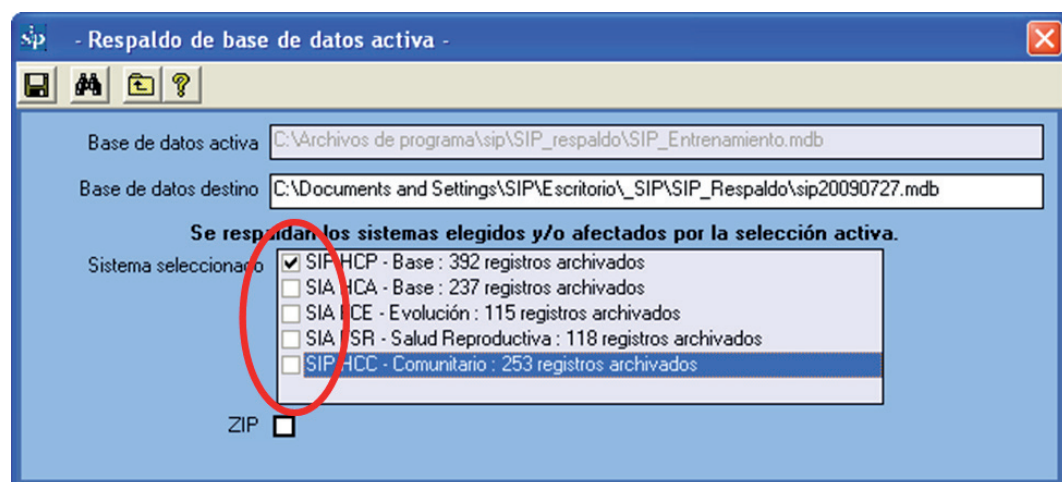 sip - Respaldo de base de datos activa -
Base de datos activa C:\Archivos de programa\sip\SIP_respaldo\SIP_Entrenamiento.mdb
Base de datos destino C:\Documents and Settings\SIP\Escritorio\_SIP\SIP_Respaldo\sip20090727.mdb
Se respaldan los sistemas elegidos y/o afectados por la selección activa.
Sistema seleccionado SIP HCP - Base : 392 registros archivados
SIA HCA - Base : 237 registros archivados
SIA HCE - Evolución : 115 registros archivados
SIA FSR - Salud Reproductiva : 118 registros archivados
SIP HCC - Comunitario : 253 registros archivados
ZIP